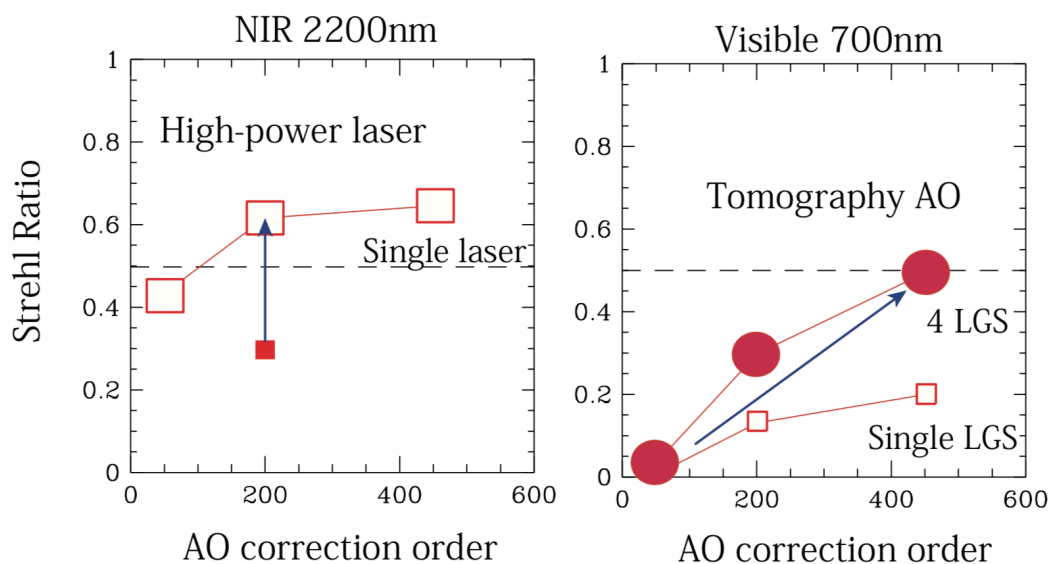 NIR 2200nm
Visible 700nm
Strehl Ratio
1
0.8
0.6
0.4
0.2
0
High-power laser
Single laser
0
200
400
600
AO correction order
1
0.8
0.6
0.4
0.2
0
Tomography AO
4 LGS
Single LGS
0
200
400
600
AO correction order